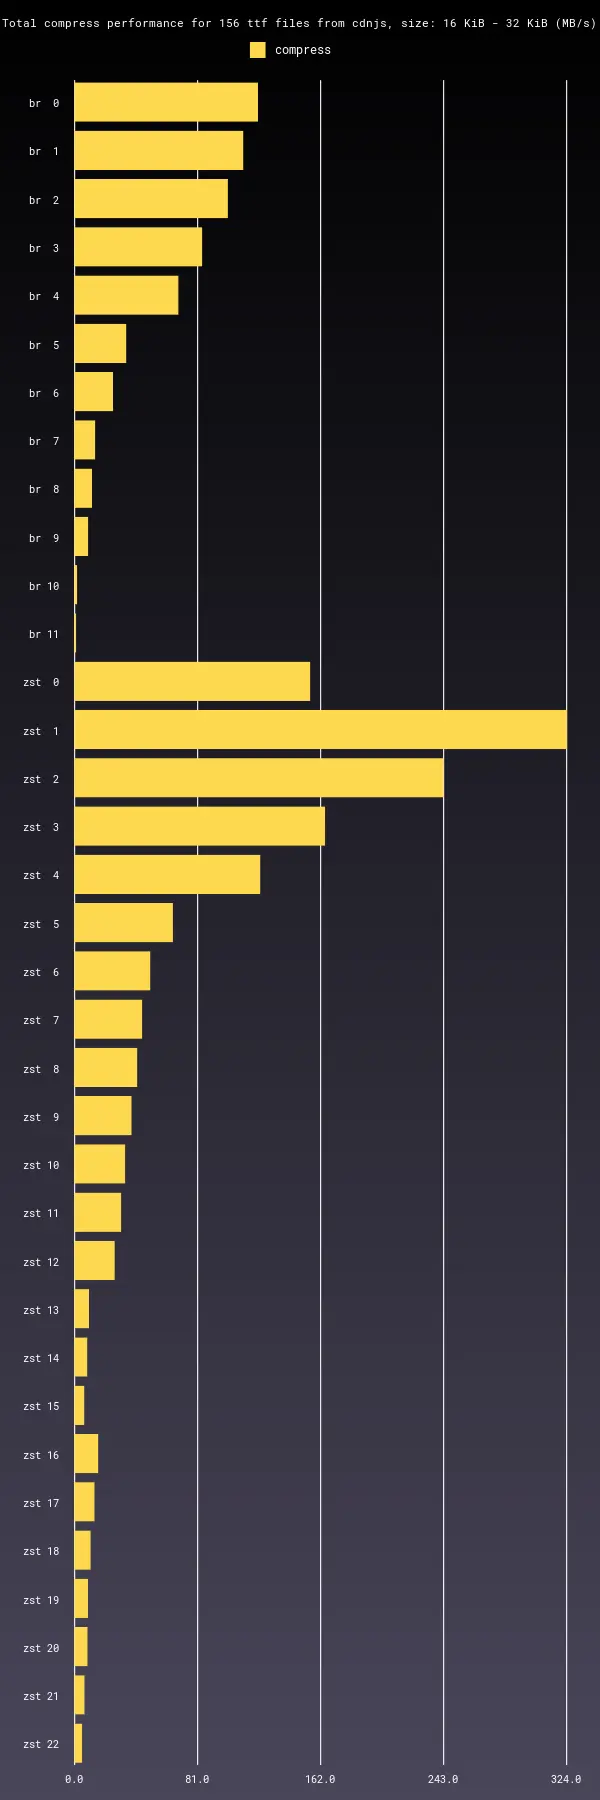 Total compress performance for 156 ttf files from cdnjs, size: 16 KiB - 32 KiB (MB/s)
compress
br 0
br 1
br 2
br 3
br 4
br 5
br 6
br 7
br 8
br 9
br 10
br 11
zst 0
zst 1
zst 2
zst 3
zst 4
zst 5
zst 6
zst 7
zst 8
zst 9
zst 10
zst 11
zst 12
zst 13
zst 14
zst 15
zst 16
zst 17
zst 18
zst 19
zst 20
zst 21
zst 22
0.0 81.0 162.0 243.0 324.0